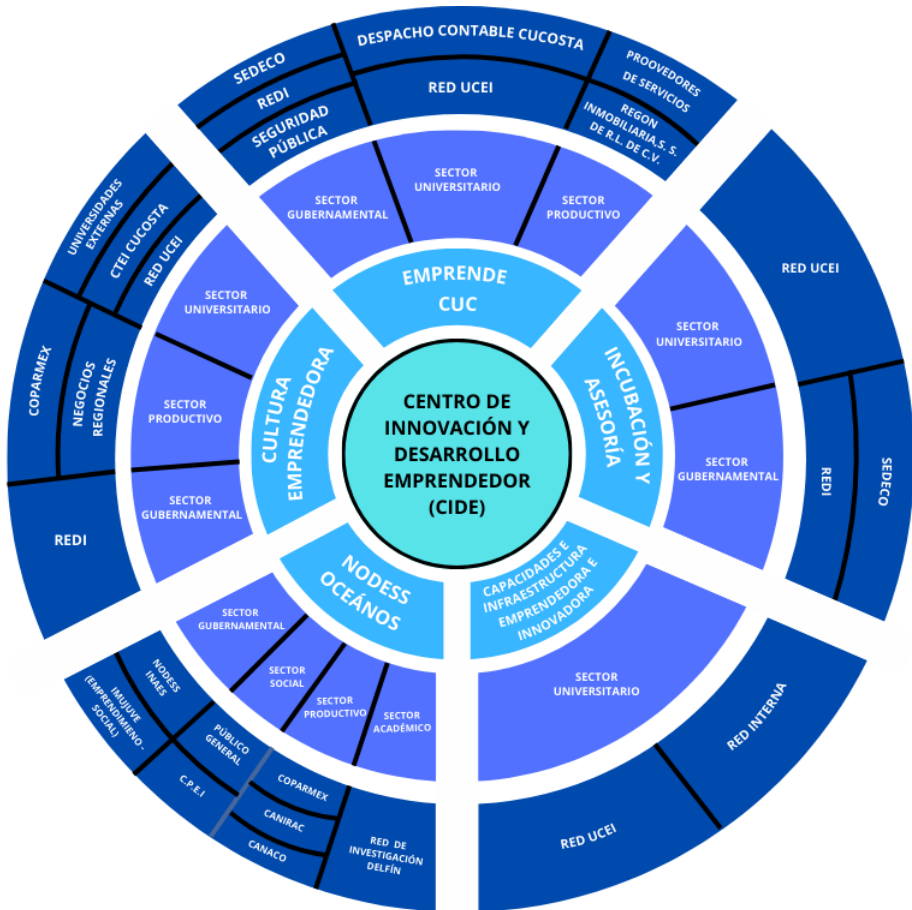 CENTRO DE
INNOVACIÓN Y
DESARROLLO
EMPRENDEDOR
(CIDE)
EMPRENDE
CUC
SECTOR
GUBERNAMENTAL
SECTOR
UNIVERSITARIO
SECTOR
PRODUCTIVO
SEDECO
REDI
SEGURIDAD
PÚBLICA
DESPACHO CONTABLE CUCOSTA
RED UCEI
PROOVEDORES
DE SERVICIOS
REGON
INMOBILIARIA,S. S.
DE R.L. DE C.V.
INCUBACIÓN Y
ASESORÍA
SECTOR
UNIVERSITARIO
SECTOR
GUBERNAMENTAL
RED UCEI
REDI
SEDECO
CAPACIDADES E
INFRAESTRUCTURA
EMPRENDEDORA E
INNOVADORA
SECTOR
UNIVERSITARIO
RED INTERNA
RED UCEI
NODESS
OCEÁNOS
SECTOR
GUBERNAMENTAL
SECTOR
SOCIAL
SECTOR
PRODUCTIVO
SECTOR
ACADÉMICO
NODESS
INAES
IMUJUVE
(EMPRENDIMIENO -
SOCIAL)
PÚBLICO
GENERAL
C.P.E.I
COPARMEX
CANIRAC
CANACO
RED DE
INVESTIGACIÓN
DELFÍN
CULTURA
EMPRENDEDORA
SECTOR
UNIVERSITARIO
SECTOR
PRODUCTIVO
SECTOR
GUBERNAMENTAL
UNIVERSIDADES
EXTERNAS
CTEI CUCOSTA
RED UCEI
COPARMEX
NEGOCIOS
REGIONALES
REDI